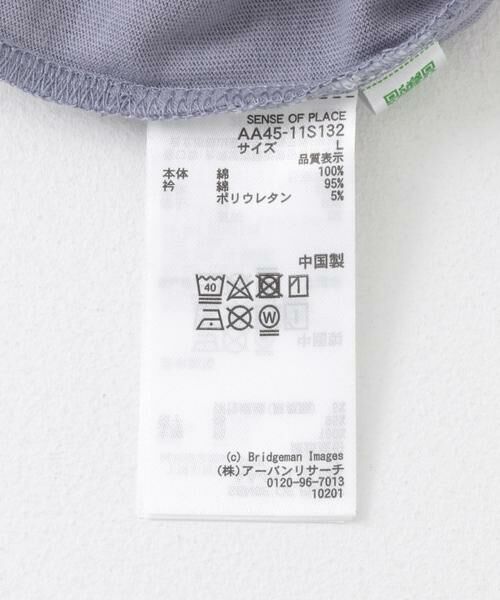 SENSE OF PLACE
AA45-11S132
サイズ L
品質表示
本体 綿 100%
衿 綿 95%
ポリウレタン 5%
中国製
40
W
(c) Bridgeman Images
(株)アーバンリサーチ
0120-96-7013
10201